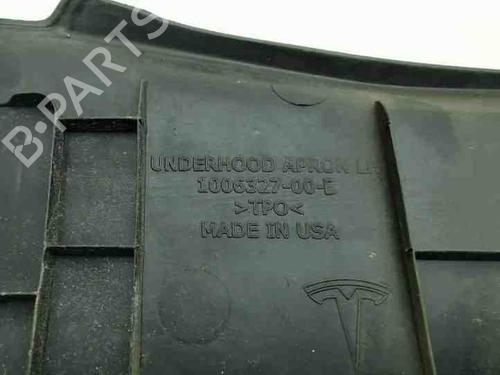 B-PARTS
UNDERHOOD APRON LH
1006327-00-E
>TPO<
MADE IN USA